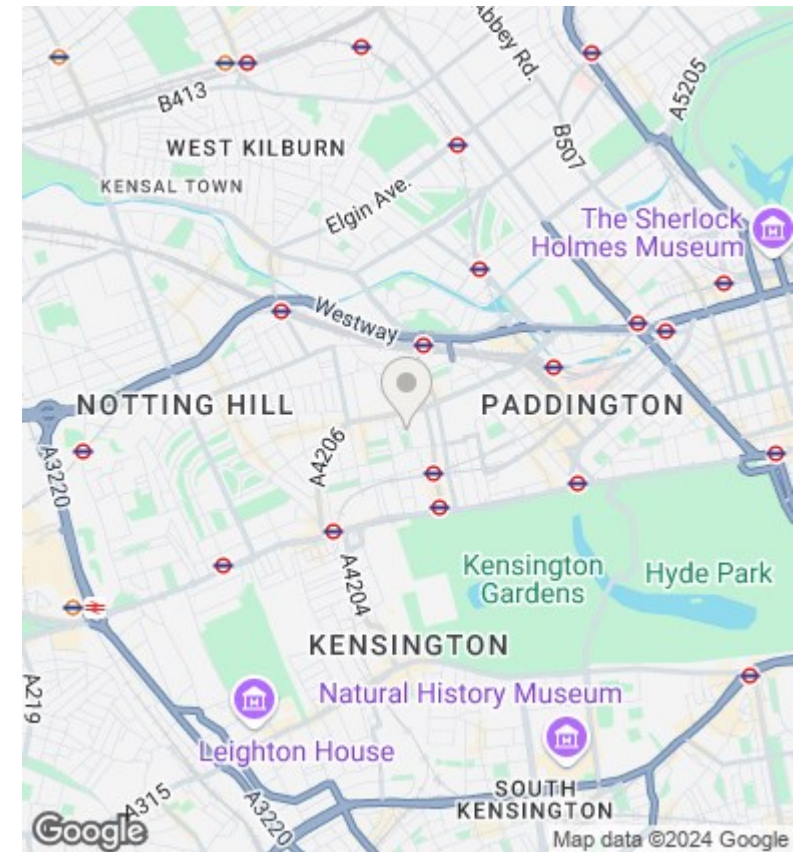 Abbey Rd.
A5205
B413
B507
WEST KILBURN
KENSAL TOWN
Elgin Ave.
The Sherlock
Holmes Museum
Westway
NOTTING HILL
PADDINGTON
A4206
A3220
Kensington
Gardens
Hyde Park
A4204
KENSINGTON
A219
Natural History Museum
Leighton House
SOUTH
KENSINGTON
A315
A3220
Google
Map data ©2024 Google